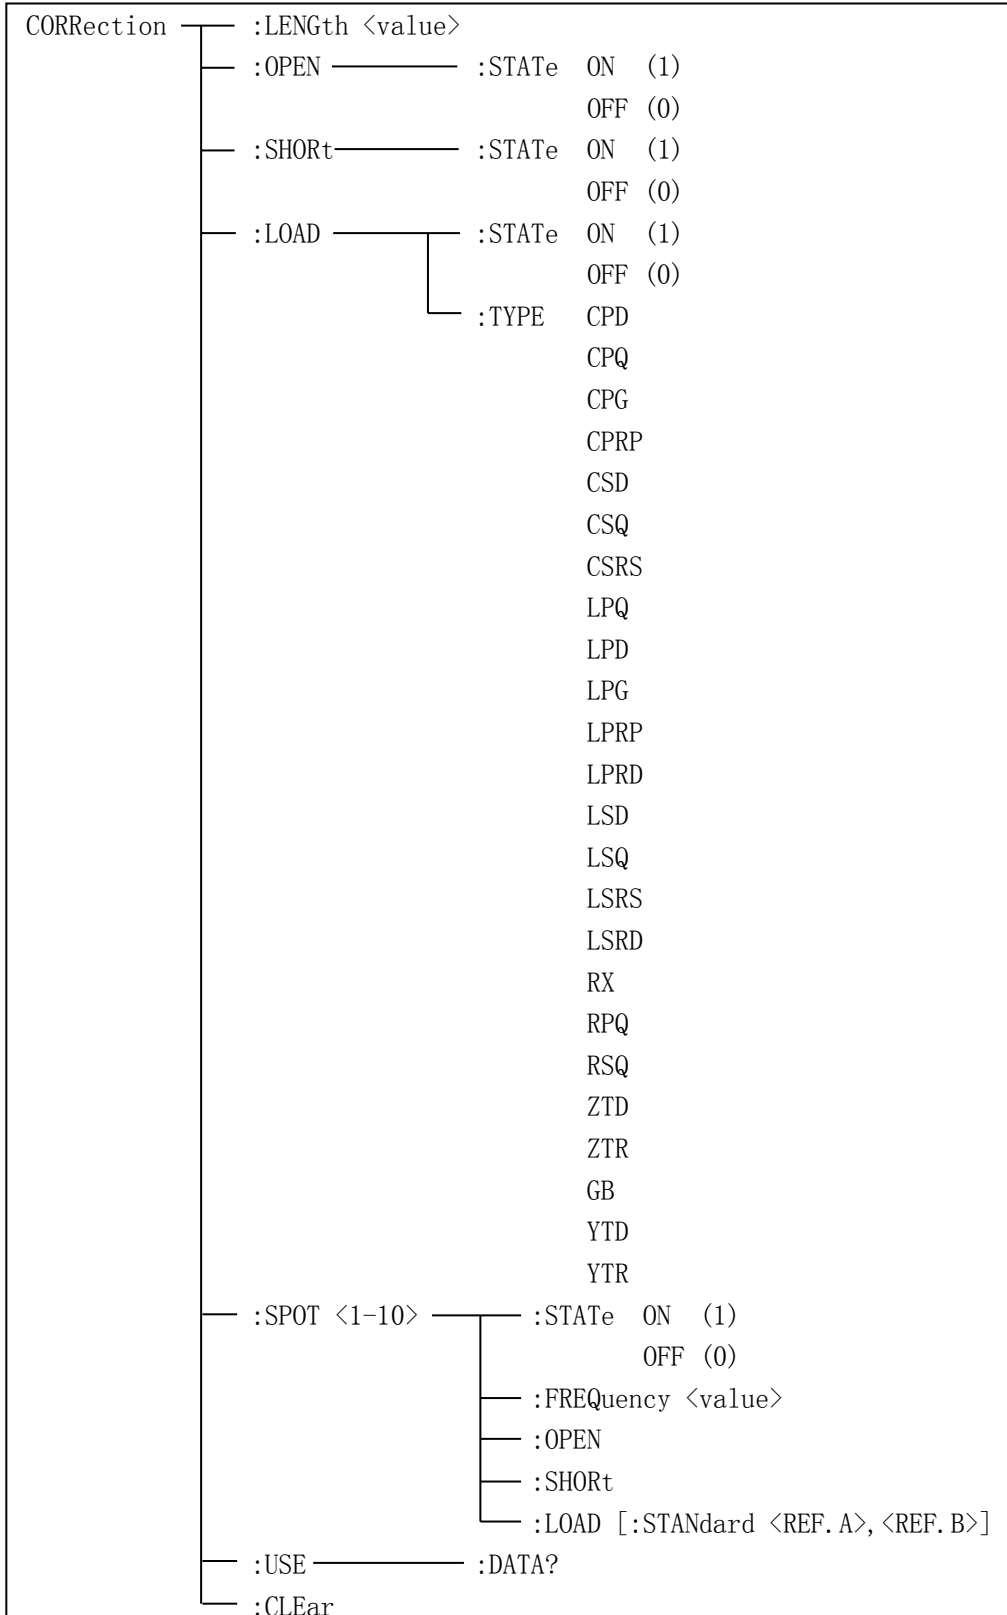 CORRection :LENGth <value>
:OPEN :STATe ON (1)
OFF (0)
:SHORt :STATe ON (1)
OFF (0)
:LOAD :STATe ON (1)
OFF (0)
:TYPE CPD
CPQ
CPG
CPRP
CSD
CSQ
CSRS
LPQ
LPD
LPG
LPRP
LPRD
LSD
LSQ
LSRS
LSRD
RX
RPQ
RSQ
ZTD
ZTR
GB
YTD
YTR
:SPOT <1-10> :STATe ON (1)
OFF (0)
:FREQuency <value>
:OPEN
:SHORt
:LOAD [:STANdard <REF.A>,<REF.B>]
:USE :DATA?
:CLEar